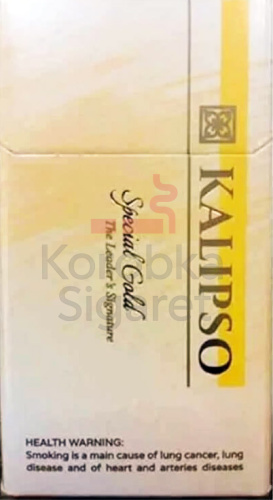 KALIPSO
Special Gold
The Leader's Signature
Korobka
Sigaret
HEALTH WARNING:
Smoking is a main cause of lung cancer, lung
disease and of heart and arteries diseases